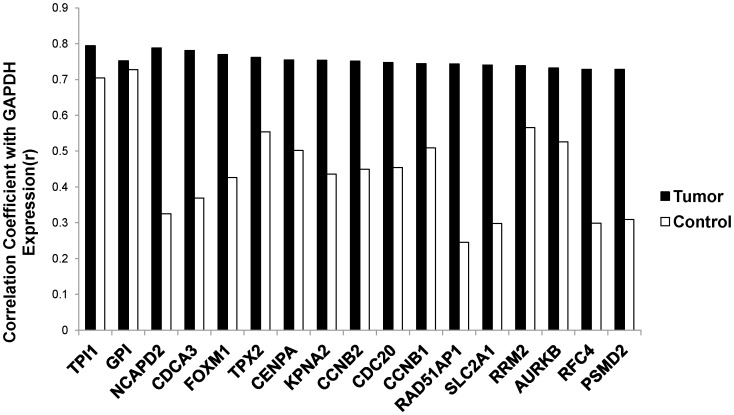 0.9
0.8
0.7
0.6
0.5
0.4
0.3
0.2
0.1
0
Correlation Coefficient with GAPDH
Expression(r)
TPI1
GPI
NCAPD2
CDCA3
FOXM1
TPX2
CENPA
KPNA2
CCNB2
CDC20
CCNB1
RAD51AP1
SLC2A1
RRM2
AURKB
RFC4
PSMD2
Tumor
Control